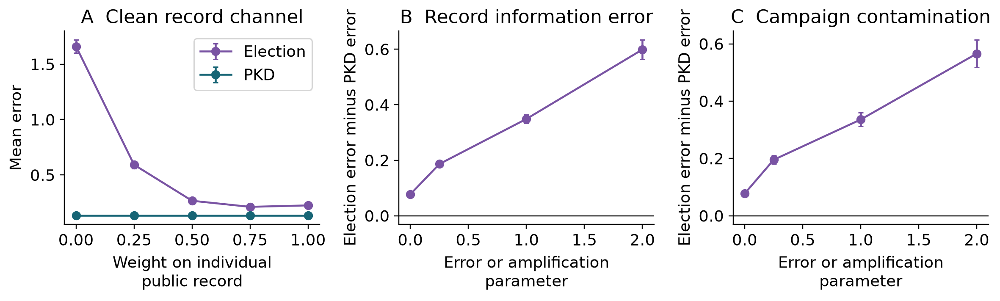 A Clean record channel
Mean error
1.5
1.0
0.5
Election
PKD
0.00 0.25 0.50 0.75 1.00
Weight on individual
public record
B Record information error
Election error minus PKD error
0.6
0.4
0.2
0.0
0.0 0.5 1.0 1.5 2.0
Error or amplification
parameter
C Campaign contamination
Election error minus PKD error
0.6
0.4
0.2
0.0
0.0 0.5 1.0 1.5 2.0
Error or amplification
parameter